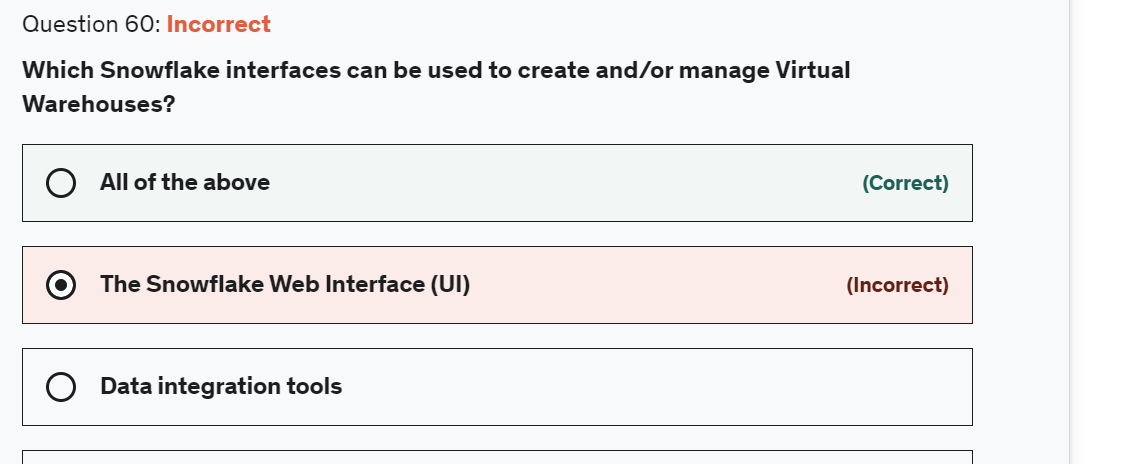 Question 60: Incorrect
Which Snowflake interfaces can be used to create and/or manage Virtual
Warehouses?
All of the above (Correct)
The Snowflake Web Interface (UI) (Incorrect)
Data integration tools